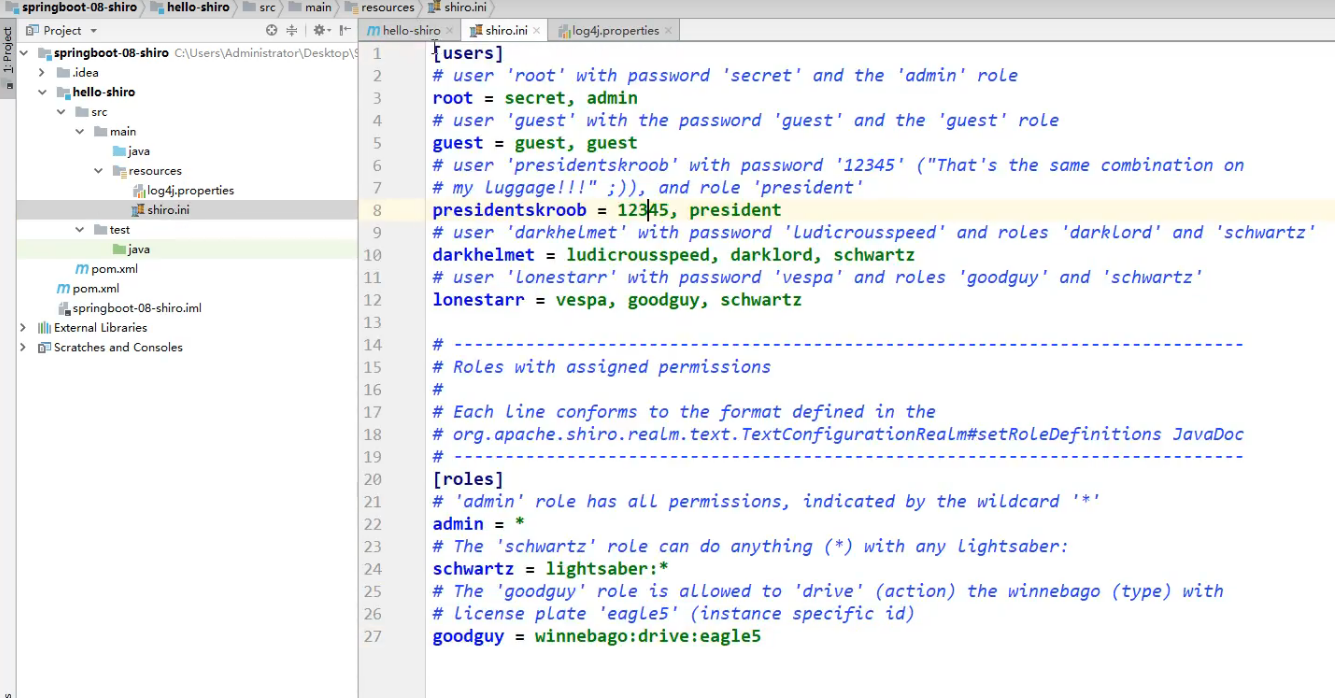 springboot-08-shiro hello-shiro src main resources shiro.ini
Project
hello-shiro shiro.ini log4j.properties
1: Project
springboot-08-shiro C:\Users\Administrator\Desktop\S
.idea
hello-shiro
src
main
java
resources
log4j.properties
shiro.ini
test
java
pom.xml
pom.xml
springboot-08-shiro.iml
External Libraries
Scratches and Consoles
1 [users]
2 # user 'root' with password 'secret' and the 'admin' role
3 root = secret, admin
4 # user 'guest' with the password 'guest' and the 'guest' role
5 guest = guest, guest
6 # user 'presidentskroob' with password '12345' ("That's the same combination on
7 # my luggage!!!" ;)), and role 'president'
8 presidentskroob = 12345, president
9 # user 'darkhelmet' with password 'ludicrousspeed' and roles 'darklord' and 'schwartz'
10 darkhelmet = ludicrousspeed, darklord, schwartz
11 # user 'lonestarr' with password 'vespa' and roles 'goodguy' and 'schwartz'
12 lonestarr = vespa, goodguy, schwartz
13
14 # -----------------------------------------------------------------------------
15 # Roles with assigned permissions
16 #
17 # Each line conforms to the format defined in the
18 # org.apache.shiro.realm.text.TextConfigurationRealm#setRoleDefinitions JavaDoc
19 # -----------------------------------------------------------------------------
20 [roles]
21 # 'admin' role has all permissions, indicated by the wildcard '*'
22 admin = *
23 # The 'schwartz' role can do anything (*) with any lightsaber:
24 schwartz = lightsaber:*
25 # The 'goodguy' role is allowed to 'drive' (action) the winnebago (type) with
26 # license plate 'eagle5' (instance specific id)
27 goodguy = winnebago:drive:eagle5